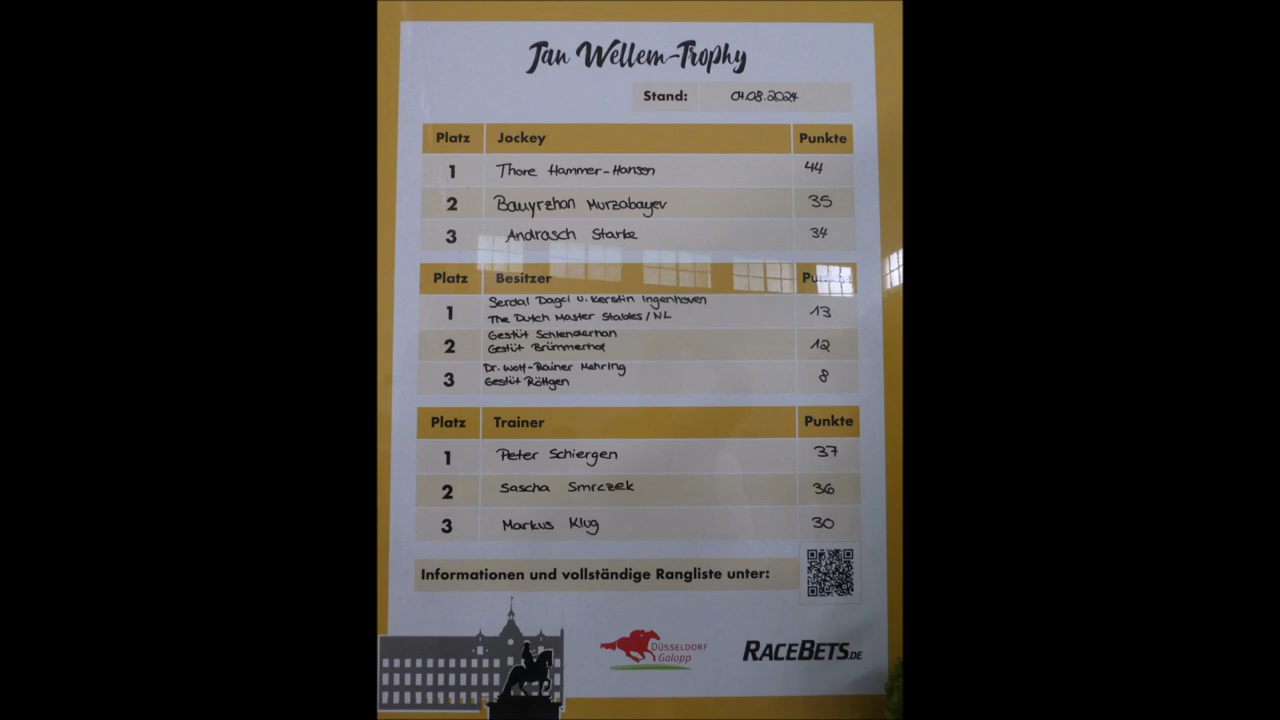 Jan Wellem-Trophy
Stand: 04.08.2024
Platz Jockey Punkte
1 Thore Hammer-Hansen 44
2 Bauyrzhan Murzabayev 35
3 Andrasch Starke 34
Platz Besitzer
1 Serdal Dagci u. Kerstin Ingenhoven
The Dutch Master Stables/NL 13
2 Gestüt Schlenderhan
Gestüt Brümmerhof 12
3 Dr. Wolf-Rainer Mehring
Gestüt Röttgen 8
Platz Trainer Punkte
1 Peter Schiergen 37
2 Sascha Smrczek 36
3 Markus Klug 30
Informationen und vollständige Rangliste unter:
DÜSSELDORF
Galopp
RACEBETS.DE